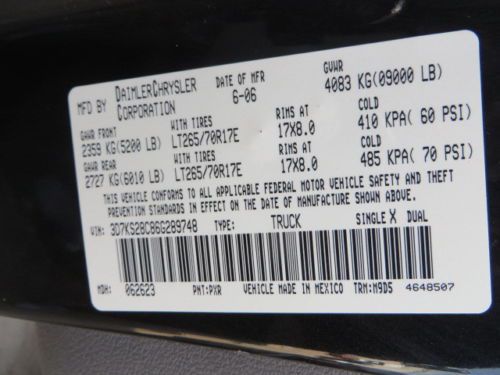 MFD BY DAIMLERCHRYSLER CORPORATION DATE OF MFR 6-06 GVWR 4083 KG(09000 LB)
GAWR FRONT WITH TIRES RIMS AT COLD
2359 KG(5200 LB) LT265/70R17E 17X8.0 410 KPA( 60 PSI)
GAWR REAR WITH TIRES RIMS AT COLD
2727 KG(6010 LB) LT265/70R17E 17X8.0 485 KPA( 70 PSI)
THIS VEHICLE CONFORMS TO ALL APPLICABLE FEDERAL MOTOR VEHICLE SAFETY AND THEFT
PREVENTION STANDARDS IN EFFECT ON THE DATE OF MANUFACTURE SHOWN ABOVE.
VIN: 3D7KS28C86G289748 TYPE: TRUCK SINGLE X DUAL
MDH: 062623 PNT:PXR VEHICLE MADE IN MEXICO TRM:M9D5 4648507